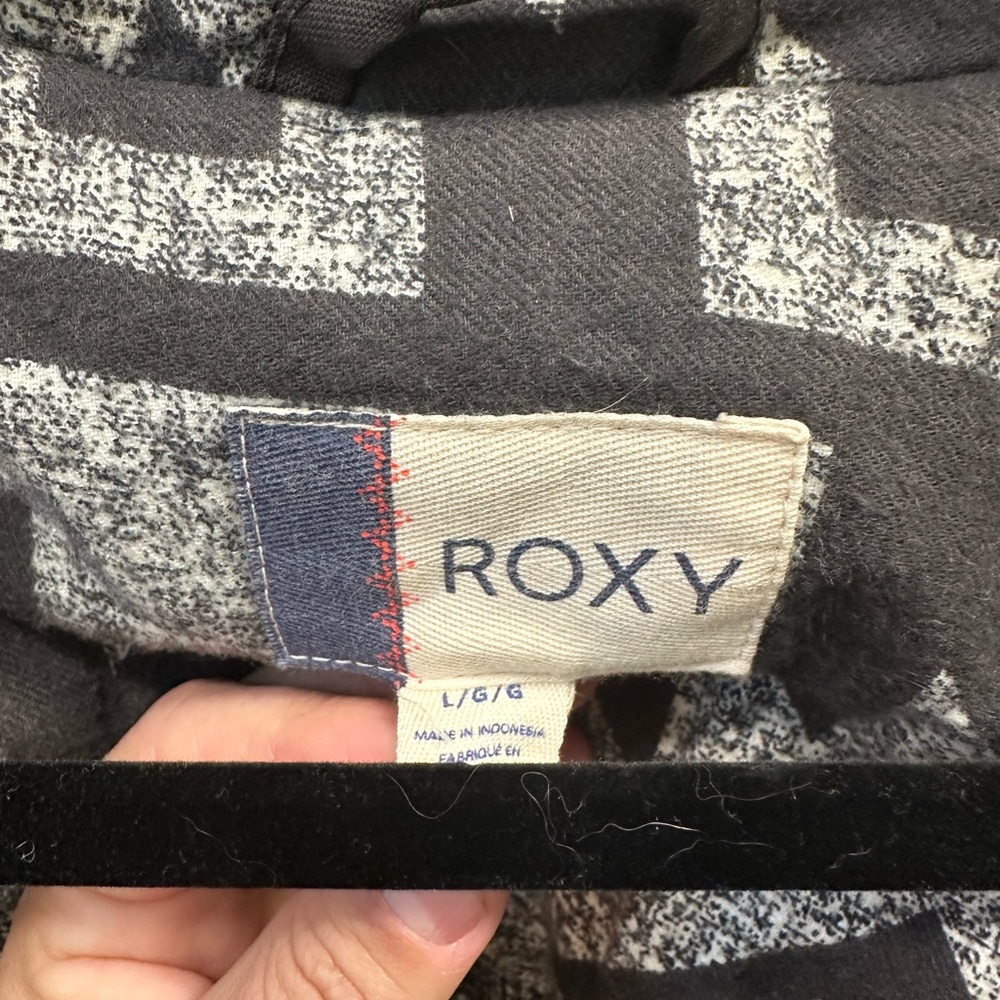 ROXY
L/G/G
MADE IN INDONESIA
FABRIQUÉ EN